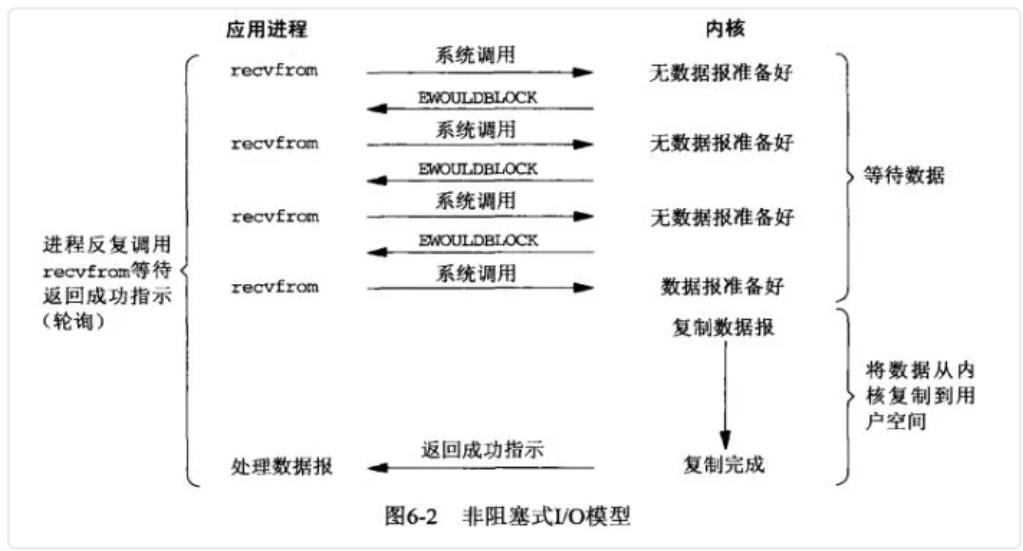 应用进程
内核
recvfrom
系统调用
无数据报准备好
EWOULDBLOCK
recvfrom
系统调用
无数据报准备好
EWOULDBLOCK
recvfrom
系统调用
无数据报准备好
EWOULDBLOCK
recvfrom
系统调用
数据报准备好
等待数据
进程反复调用
recvfrom等待
返回成功指示
（轮询）
复制数据报
将数据从内
核复制到用
户空间
处理数据报
返回成功指示
复制完成
图6-2 非阻塞式I/O模型